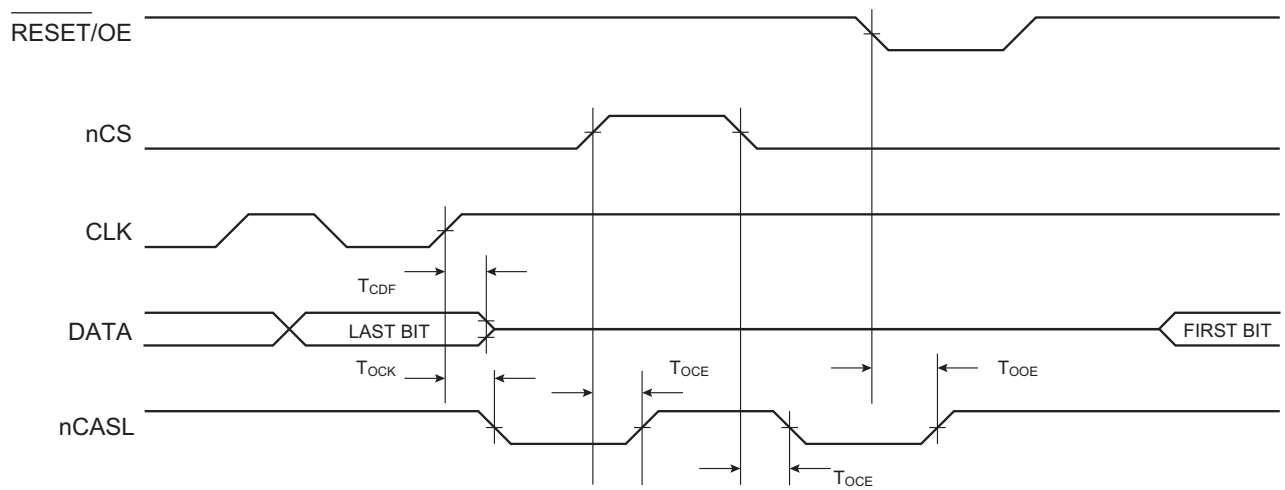 RESET/OE
nCS
CLK
TCDF
DATA
LAST BIT
FIRST BIT
TOCK
TOCE
TOOE
nCASL
TOCE